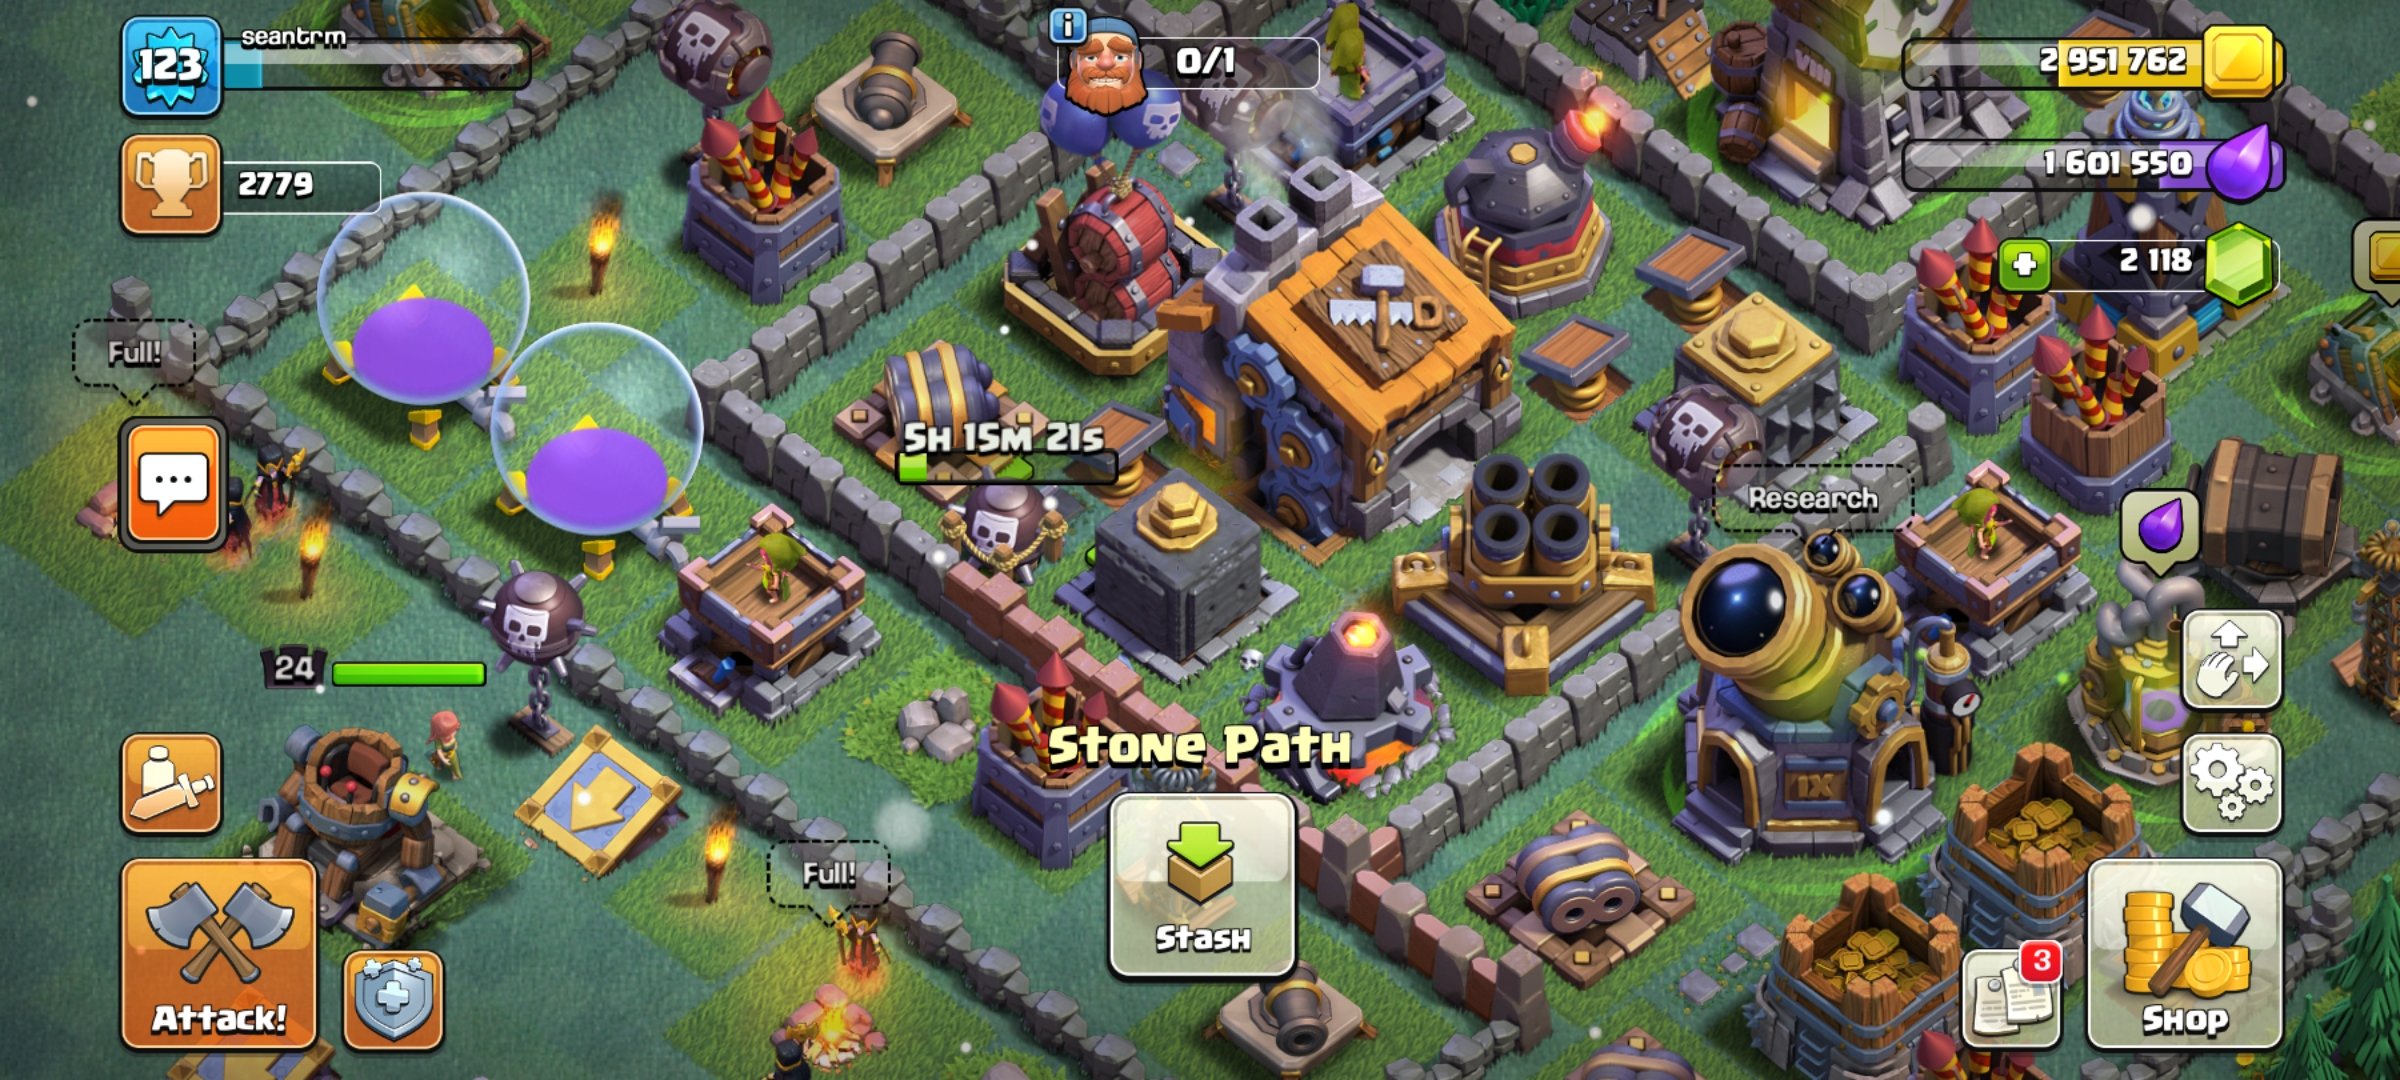 123
seantrm
0/1
2 951 762
2779
1 601 550
2 118
VIII
Full!
5H 15M 21s
Research
24
Stone Path
IX
Full!
Stash
3
Attack!
Shop